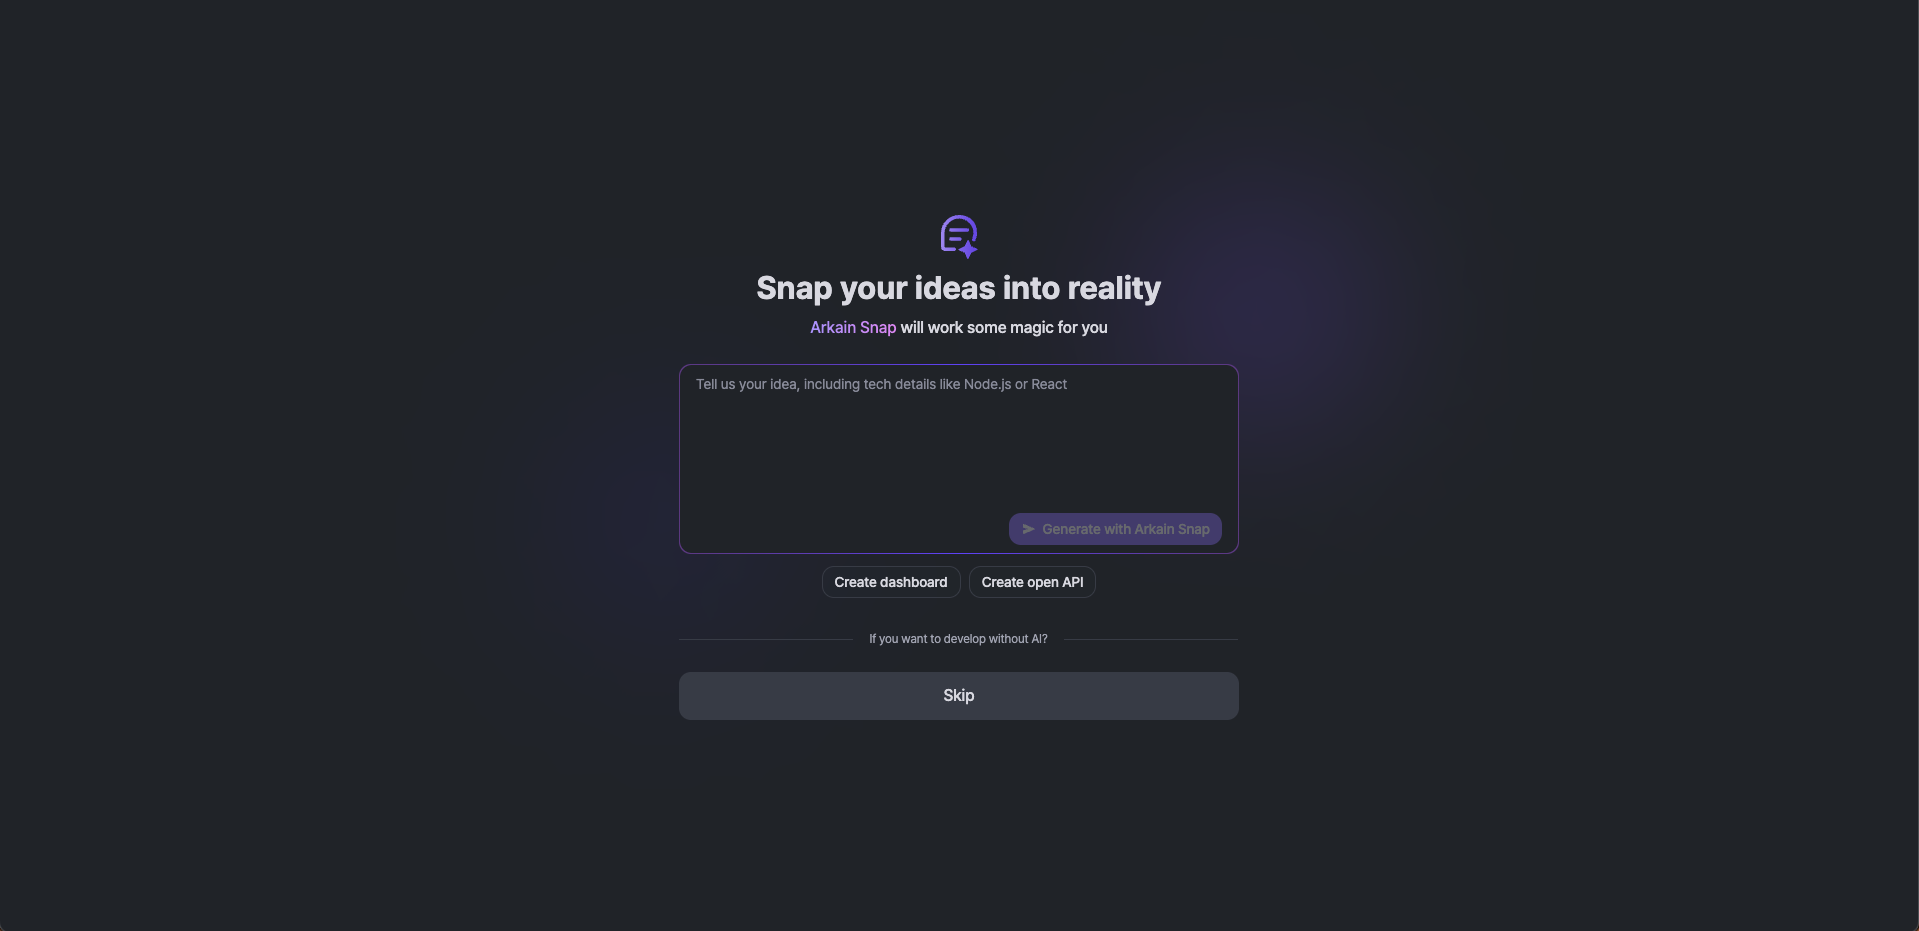 Snap your ideas into reality
Arkain Snap will work some magic for you
Tell us your idea, including tech details like Node.js or React
Generate with Arkain Snap
Create dashboard
Create open API
If you want to develop without AI?
Skip